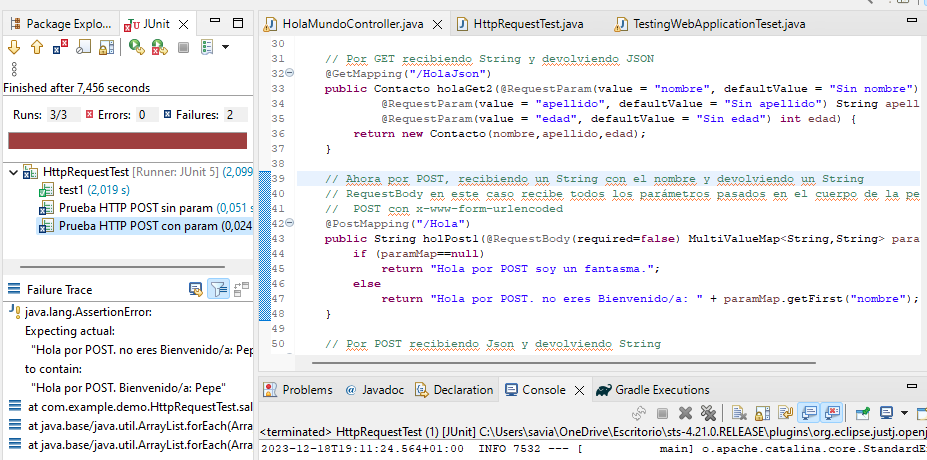 Package Explo...
JUnit
Finished after 7,456 seconds
Runs: 3/3
Errors: 0
Failures: 2
HttpRequestTest [Runner: JUnit 5] (2,099
test1 (2,019 s)
Prueba HTTP POST sin param (0,051 s
Prueba HTTP POST con param (0,024
Failure Trace
java.lang.AssertionError:
Expecting actual:
"Hola por POST. no eres Bienvenido/a: Pep
to contain:
"Hola por POST. Bienvenido/a: Pepe"
at com.example.demo.HttpRequestTest.sal
at java.base/java.util.ArrayList.forEach(Arra
at java.base/java.util.ArrayList.forEach(Arra
HolaMundoController.java
HttpRequestTest.java
TestingWebApplicationTeset.java
30
31 // Por GET recibiendo String y devolviendo JSON
32 @GetMapping("/HolaJson")
33 public Contacto holaGet2(@RequestParam(value = "nombre", defaultValue = "Sin nombre")
34 @RequestParam(value = "apellido", defaultValue = "Sin apellido") String apell
35 @RequestParam(value = "edad", defaultValue = "Sin edad") int edad) {
36 return new Contacto(nombre,apellido,edad);
37 }
38
39 // Ahora por POST, recibiendo un String con el nombre y devolviendo un String
40 // RequestBody en este caso recibe todos los parámetros pasados en el cuerpo de la pe
41 // POST con x-www-form-urlencoded
42 @PostMapping("/Hola")
43 public String holPost1(@RequestBody(required=false) MultiValueMap<String,String> para
44 if (paramMap==null)
45 return "Hola por POST soy un fantasma.";
46 else
47 return "Hola por POST. no eres Bienvenido/a: " + paramMap.getFirst("nombre");
48 }
49
50 // Por POST recibiendo Json y devolviendo String
Problems
@ Javadoc
Declaration
Console
Gradle Executions
<terminated> HttpRequestTest (1) [JUnit] C:\Users\savia\OneDrive\Escritorio\sts-4.21.0.RELEASE\plugins\org.eclipse.justj.openj
2023-12-18T19:11:24.564+01:00 INFO 7532 --- [ main] o.apache.catalina.core.StandardE